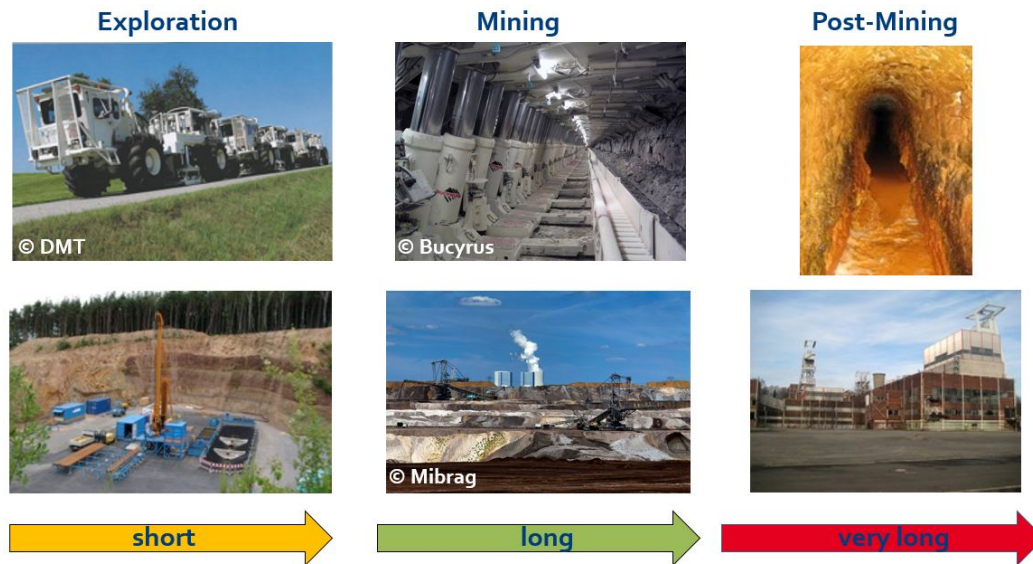 Exploration
Mining
Post-Mining
© DMT
© Bucyrus
© Mibrag
short
long
very long